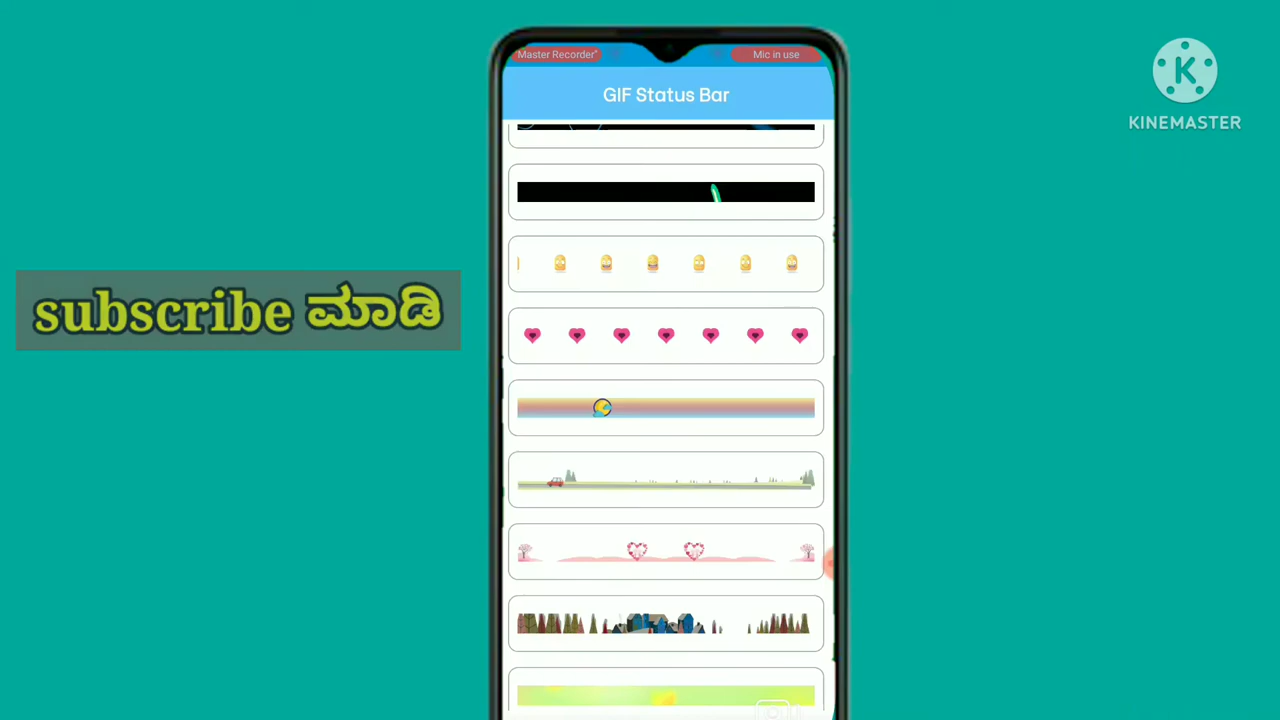 Master Recorder"
Mic in use
GIF Status Bar
KINEMASTER
subscribe ಮಾಡಿ